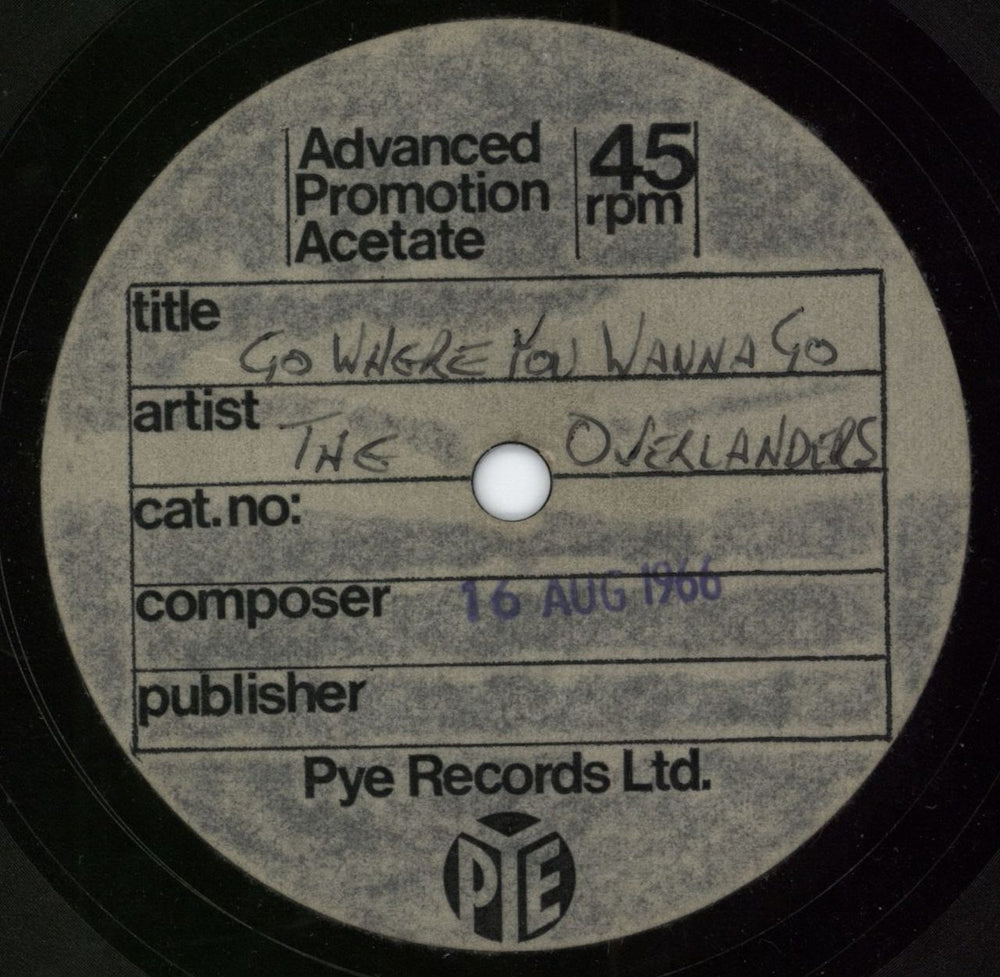 Advanced
Promotion
Acetate
45
rpm
title
GO WHERE YOU WANNA GO
artist
THE OVERLANDERS
cat.no:
composer 16 AUG 1966
publisher
Pye Records Ltd.
PYE